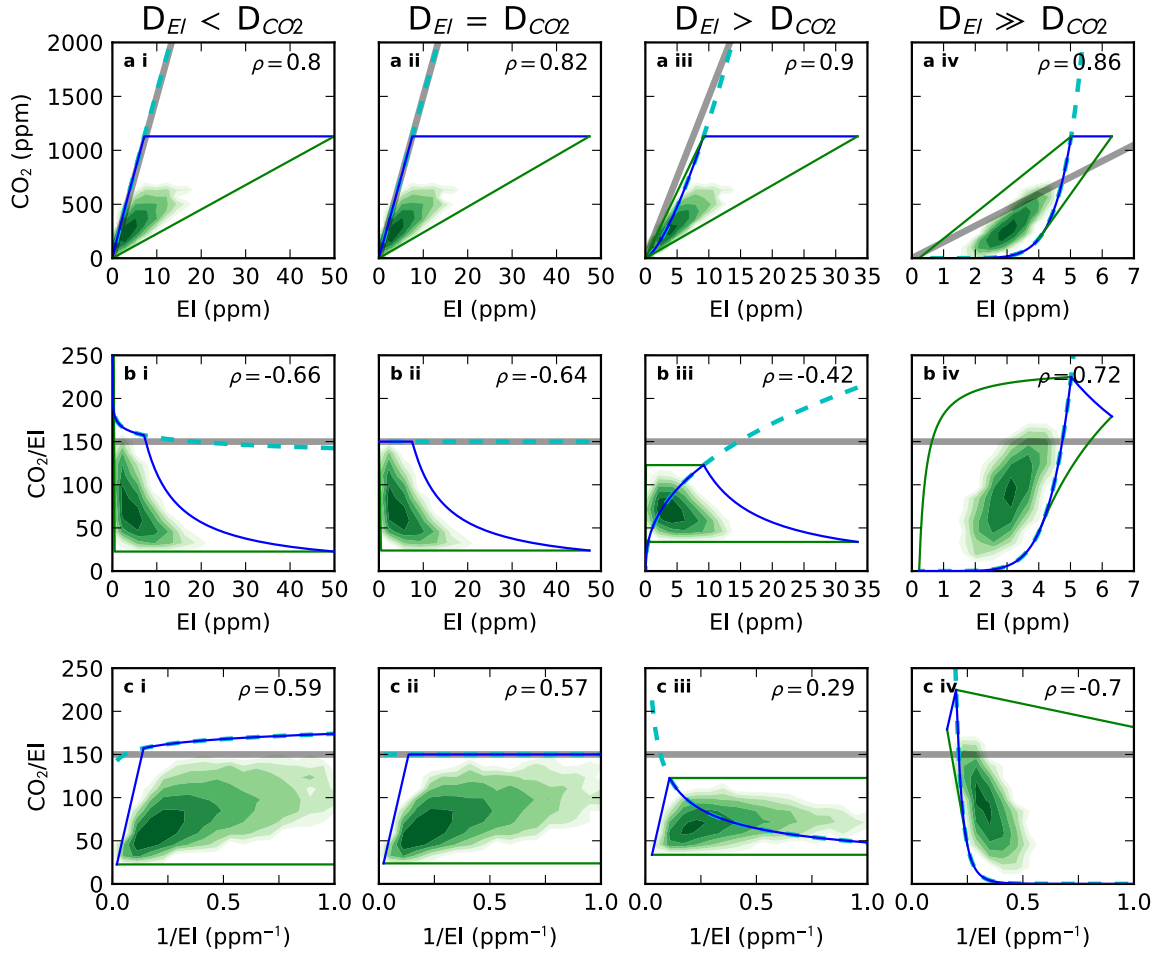 D_EI < D_CO2
D_EI = D_CO2
D_EI > D_CO2
D_EI ≫ D_CO2
2000
1500
1000
500
0
CO₂ (ppm)
a i
ρ=0.8
0 10 20 30 40 50
EI (ppm)
a ii
ρ=0.82
0 10 20 30 40 50
EI (ppm)
a iii
ρ=0.9
0 5 10 15 20 25 30 35
EI (ppm)
a iv
ρ=0.86
0 1 2 3 4 5 6 7
EI (ppm)
250
200
150
100
50
0
CO₂/EI
b i
ρ=-0.66
0 10 20 30 40 50
EI (ppm)
b ii
ρ=-0.64
0 10 20 30 40 50
EI (ppm)
b iii
ρ=-0.42
0 5 10 15 20 25 30 35
EI (ppm)
b iv
ρ=0.72
0 1 2 3 4 5 6 7
EI (ppm)
250
200
150
100
50
0
CO₂/EI
c i
ρ=0.59
0.0 0.5 1.0
1/EI (ppm⁻¹)
c ii
ρ=0.57
0.5 1.0
1/EI (ppm⁻¹)
c iii
ρ=0.29
0.0 0.5 1.0
1/EI (ppm⁻¹)
c iv
ρ=-0.7
0.0 0.5 1.0
1/EI (ppm⁻¹)